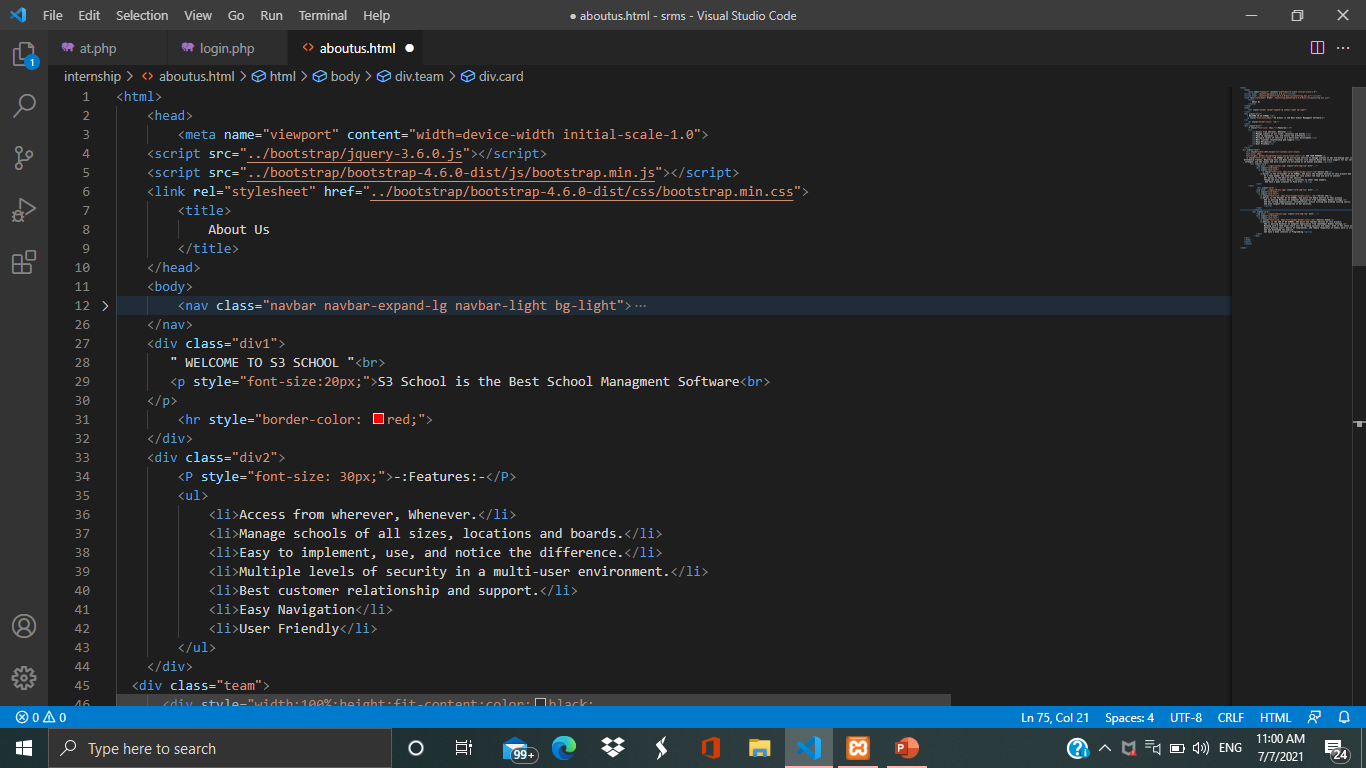 File Edit Selection View Go Run Terminal Help
● aboutus.html - srms - Visual Studio Code
at.php login.php <> aboutus.html ●
internship > <> aboutus.html > html > body > div.team > div.card
1 <html>
2 <head>
3 <meta name="viewport" content="width=device-width initial-scale=1.0">
4 <script src="../bootstrap/jquery-3.6.0.js"></script>
5 <script src="../bootstrap/bootstrap-4.6.0-dist/js/bootstrap.min.js"></script>
6 <link rel="stylesheet" href="../bootstrap/bootstrap-4.6.0-dist/css/bootstrap.min.css">
7 <title>
8 About Us
9 </title>
10 </head>
11 <body>
12 <nav class="navbar navbar-expand-lg navbar-light bg-light"> ...
26 </nav>
27 <div class="div1">
28 " WELCOME TO S3 SCHOOL "<br>
29 <p style="font-size:20px;">S3 School is the Best School Managment Software<br>
30 </p>
31 <hr style="border-color: red;">
32 </div>
33 <div class="div2">
34 <P style="font-size: 30px;">-:Features:-</P>
35 <ul>
36 <li>Access from wherever, Whenever.</li>
37 <li>Manage schools of all sizes, locations and boards.</li>
38 <li>Easy to implement, use, and notice the difference.</li>
39 <li>Multiple levels of security in a multi-user environment.</li>
40 <li>Best customer relationship and support.</li>
41 <li>Easy Navigation</li>
42 <li>User Friendly</li>
43 </ul>
44 </div>
45 <div class="team">
46 <div style="width:100%;height:fit-content;color: black;
1
0 0 Ln 75, Col 21 Spaces: 4 UTF-8 CRLF HTML
Type here to search 99+ ENG 11:00 AM
7/7/2021 24